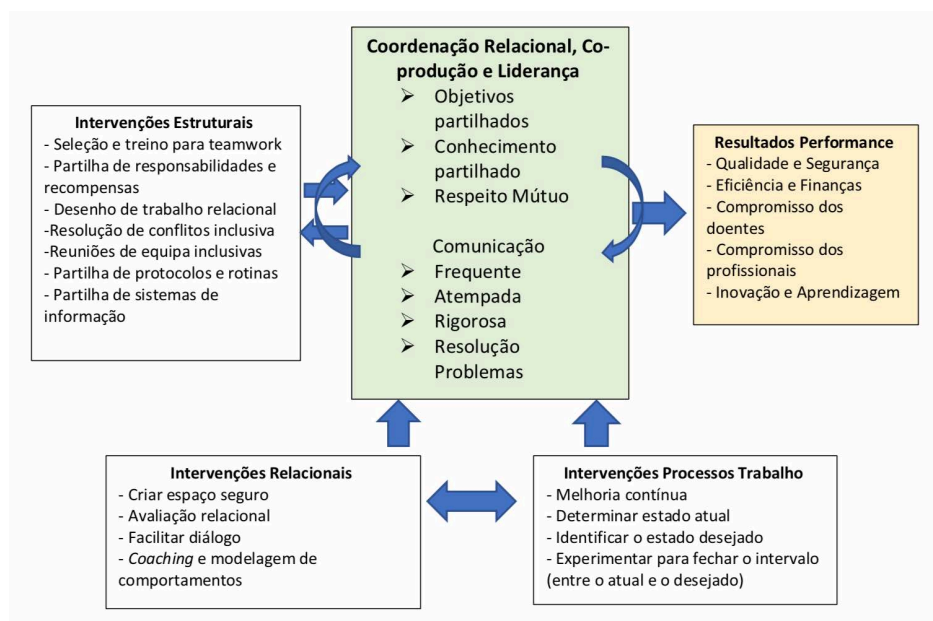 Coordenação Relacional, Co-
produção e Liderança
➢ Objetivos
partilhados
➢ Conhecimento
partilhado
➢ Respeito Mútuo
Comunicação
➢ Frequente
➢ Atempada
➢ Rigorosa
➢ Resolução
Problemas
Intervenções Estruturais
- Seleção e treino para teamwork
- Partilha de responsabilidades e
recompensas
- Desenho de trabalho relacional
-Resolução de conflitos inclusiva
-Reuniões de equipa inclusivas
- Partilha de protocolos e rotinas
- Partilha de sistemas de
informação
Resultados Performance
- Qualidade e Segurança
- Eficiência e Finanças
- Compromisso dos
doentes
- Compromisso dos
profissionais
- Inovação e Aprendizagem
Intervenções Relacionais
- Criar espaço seguro
- Avaliação relacional
- Facilitar diálogo
- Coaching e modelagem de
comportamentos
Intervenções Processos Trabalho
- Melhoria contínua
- Determinar estado atual
- Identificar o estado desejado
- Experimentar para fechar o intervalo
(entre o atual e o desejado)